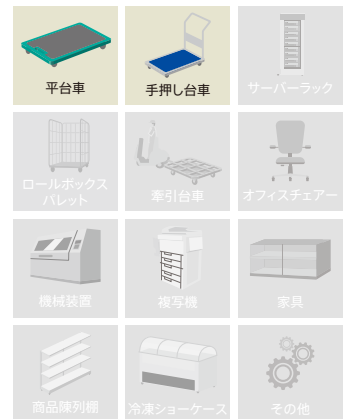 平台車
手押し台車
サーバーラック
ロールボックス
パレット
牽引台車
オフィスチェアー
機械装置
複写機
家具
商品陳列棚
冷凍ショーケース
その他